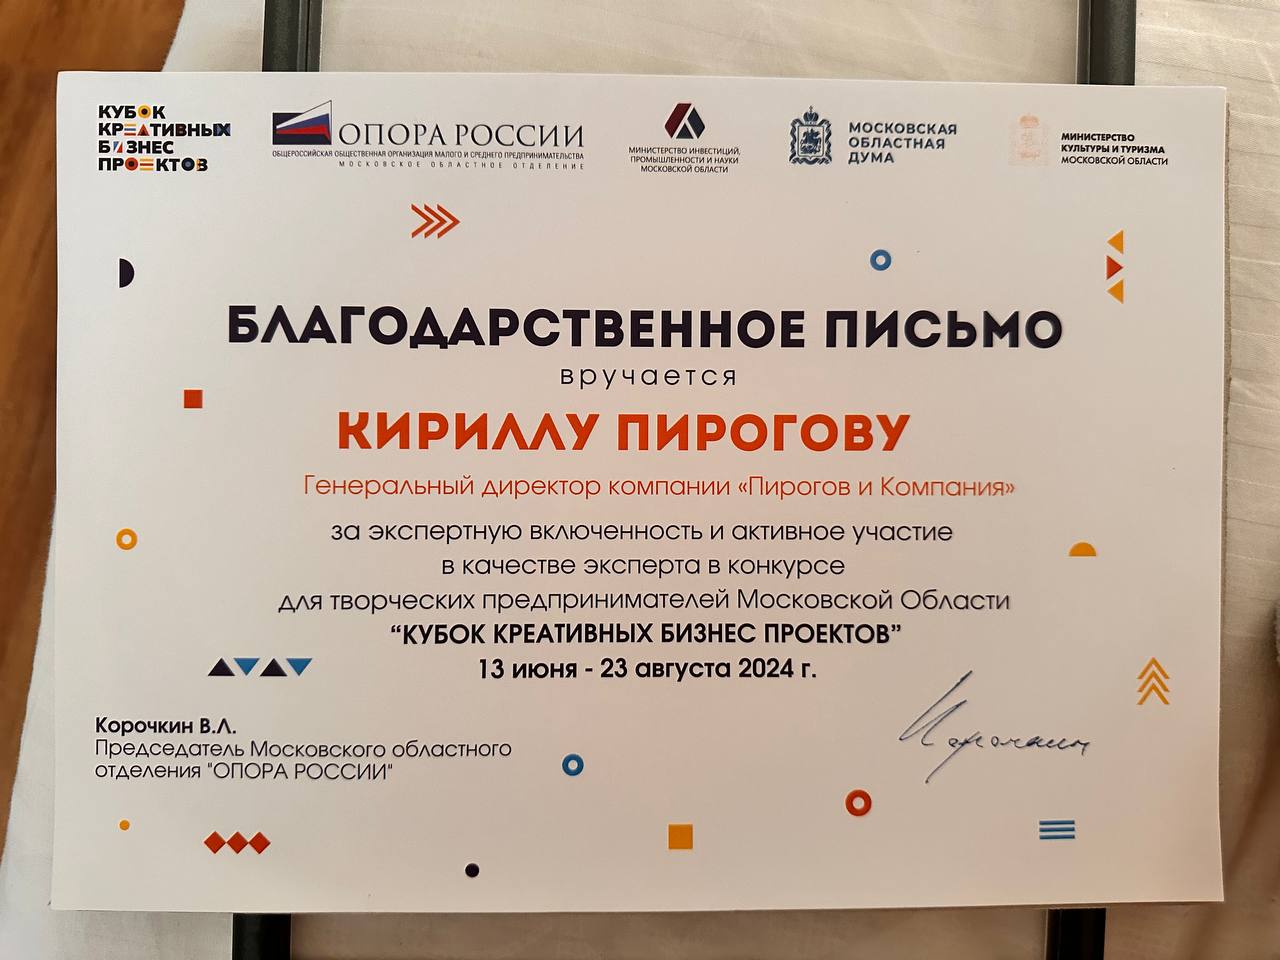 КУБОК
КРЕАТИВНЫХ
БИЗНЕС
ПРОЕКТОВ
ОПОРА РОССИИ
ОБЩЕРОССИЙСКАЯ ОБЩЕСТВЕННАЯ ОРГАНИЗАЦИЯ МАЛОГО И СРЕДНЕГО ПРЕДПРИНИМАТЕЛЬСТВА
МОСКОВСКОЕ ОБЛАСТНОЕ ОТДЕЛЕНИЕ
МИНИСТЕРСТВО ИНВЕСТИЦИЙ,
ПРОМЫШЛЕННОСТИ И НАУКИ
МОСКОВСКОЙ ОБЛАСТИ
МОСКОВСКАЯ
ОБЛАСТНАЯ
ДУМА
МИНИСТЕРСТВО
КУЛЬТУРЫ И ТУРИЗМА
МОСКОВСКОЙ ОБЛАСТИ
БЛАГОДАРСТВЕННОЕ ПИСЬМО
вручается
КИРИЛЛУ ПИРОГОВУ
Генеральный директор компании «Пирогов и Компания»
за экспертную включенность и активное участие
в качестве эксперта в конкурсе
для творческих предпринимателей Московской Области
“КУБОК КРЕАТИВНЫХ БИЗНЕС ПРОЕКТОВ”
13 июня - 23 августа 2024 г.
Корочкин В.Л.
Председатель Московского областного
отделения "ОПОРА РОССИИ"